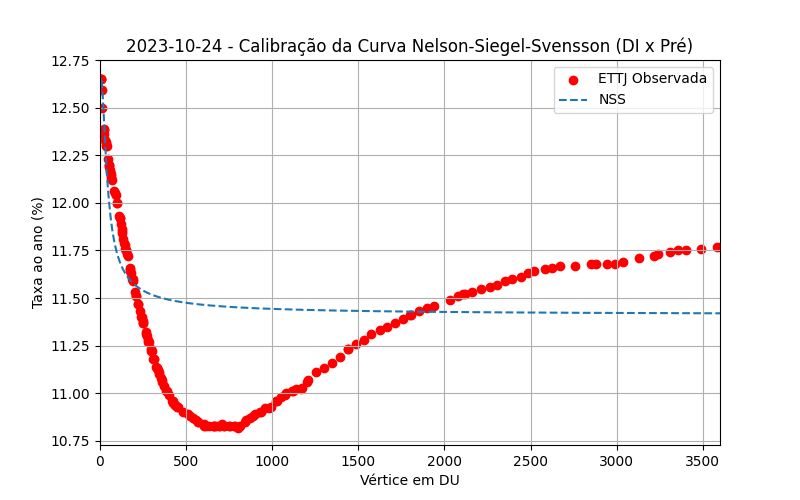 2023-10-24 - Calibração da Curva Nelson-Siegel-Svensson (DI x Pré)
ETTJ Observada
NSS
Taxa ao ano (%)
12.75
12.50
12.25
12.00
11.75
11.50
11.25
11.00
10.75
0 500 1000 1500 2000 2500 3000 3500
Vértice em DU